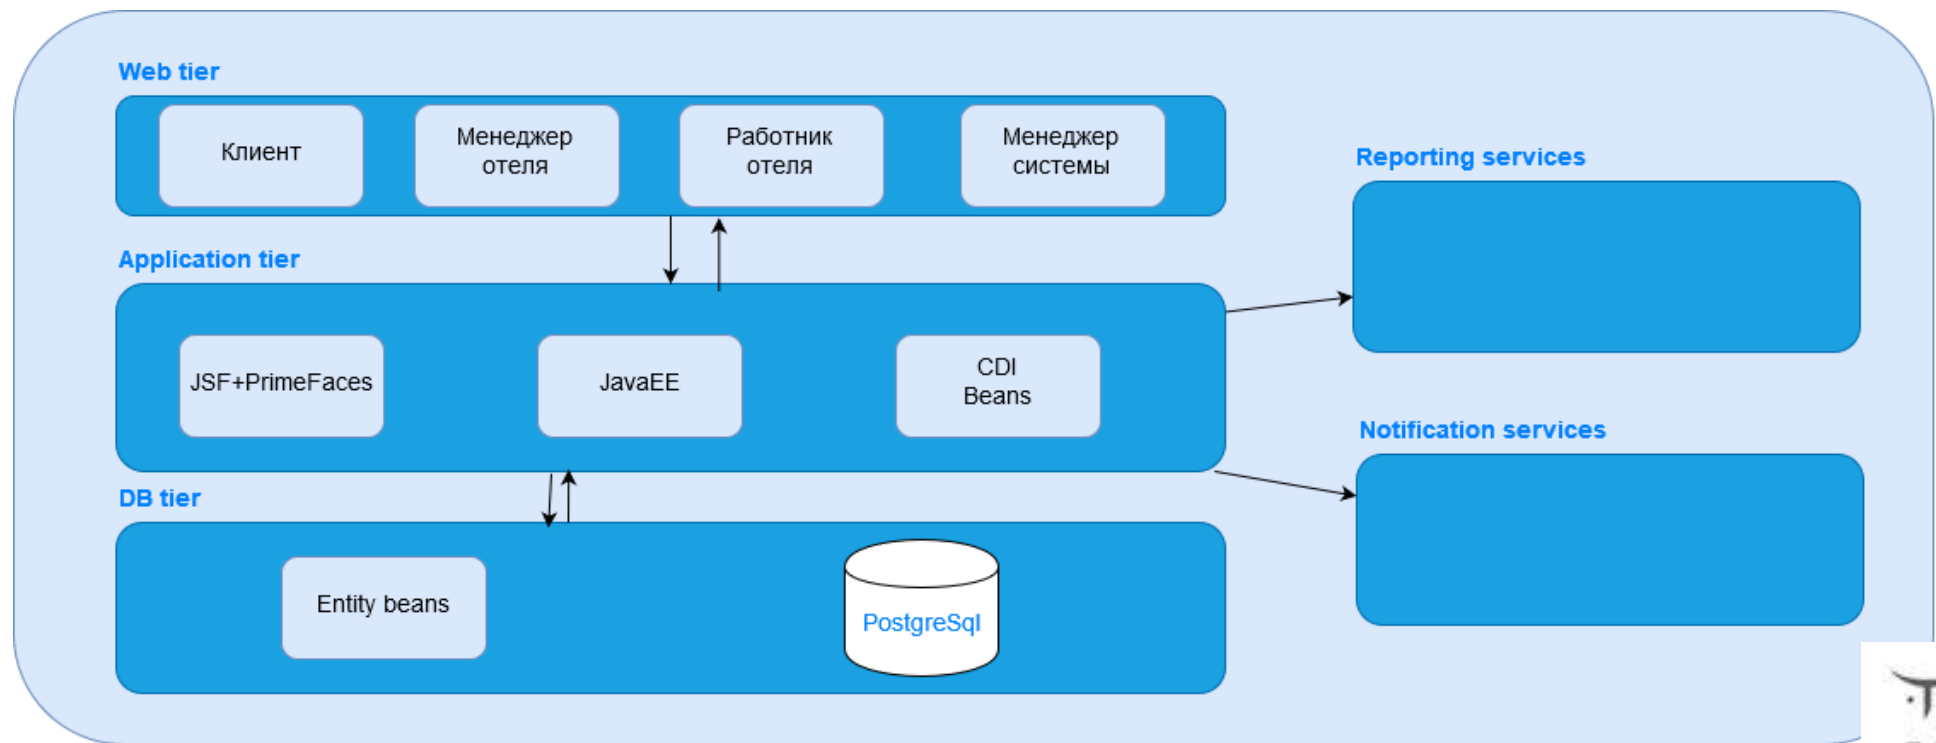 Web tier
Клиент
Менеджер
отеля
Работник
отеля
Менеджер
системы
Reporting services
Application tier
JSF+PrimeFaces
JavaEE
CDI
Beans
Notification services
DB tier
Entity beans
PostgreSql